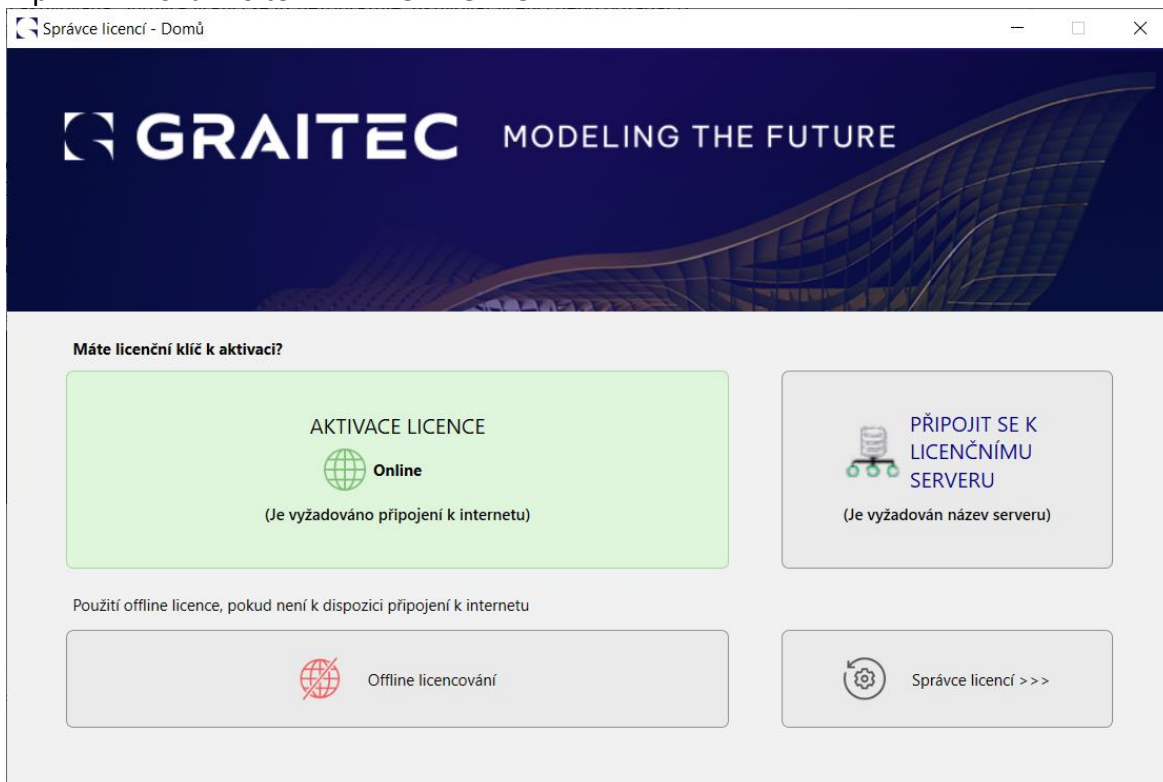 Správce licencí - Domů
GRAITEC MODELING THE FUTURE
Máte licenční klíč k aktivaci?
AKTIVACE LICENCE
Online
(Je vyžadováno připojení k internetu)
PŘIPOJIT SE K
LICENČNÍMU
SERVERU
(Je vyžadován název serveru)
Použití offline licence, pokud není k dispozici připojení k internetu
Offline licencování
Správce licencí >>>